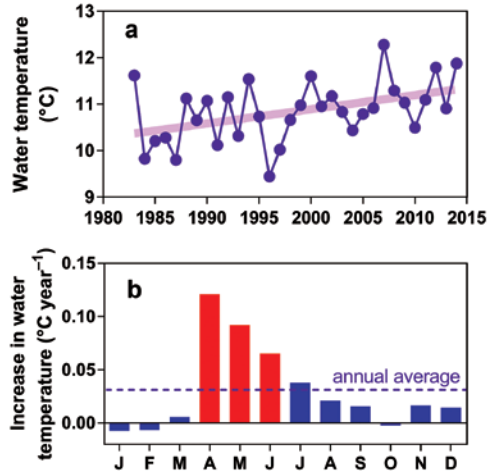 a
Water temperature
(°C)
13
12
11
10
9
1980 1985 1990 1995 2000 2005 2010 2015
b
Increase in water
temperature (°C year⁻¹)
0.15
0.10
0.05
0.00
annual average
J F M A M J J A S O N D